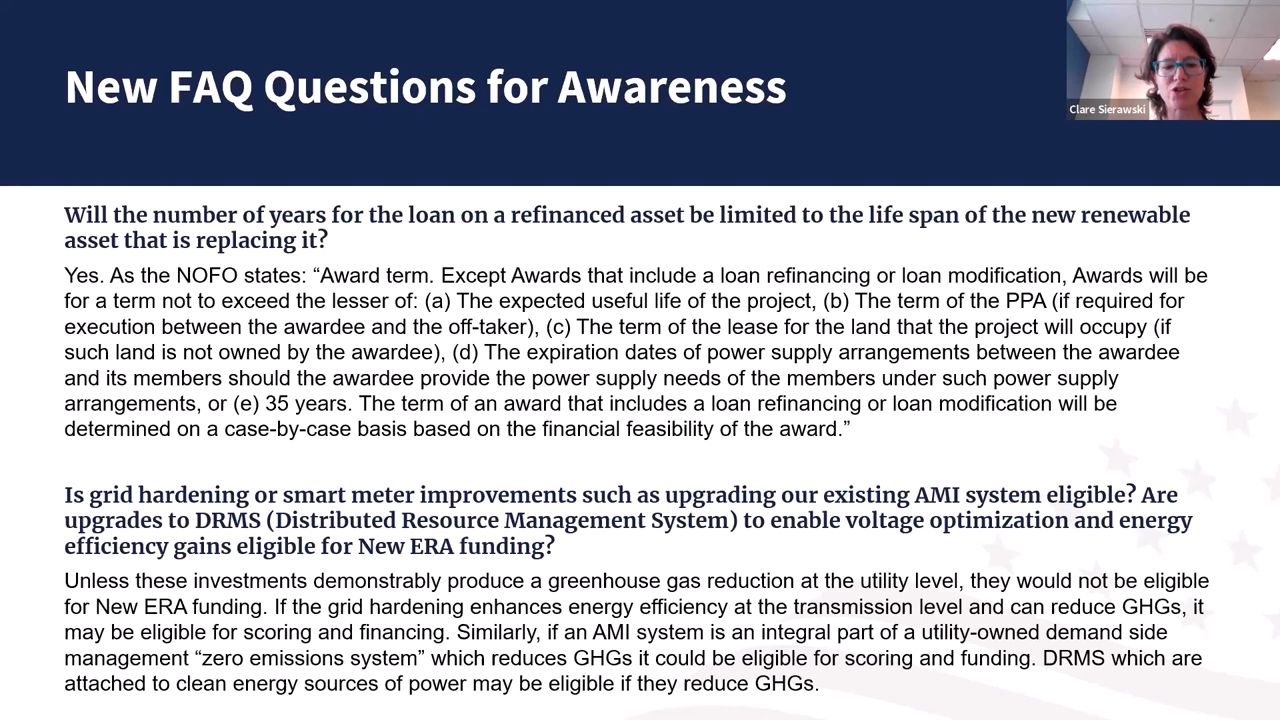 New FAQ Questions for Awareness
Clare Sierawski
Will the number of years for the loan on a refinanced asset be limited to the life span of the new renewable
asset that is replacing it?
Yes. As the NOFO states: “Award term. Except Awards that include a loan refinancing or loan modification, Awards will be
for a term not to exceed the lesser of: (a) The expected useful life of the project, (b) The term of the PPA (if required for
execution between the awardee and the off-taker), (c) The term of the lease for the land that the project will occupy (if
such land is not owned by the awardee), (d) The expiration dates of power supply arrangements between the awardee
and its members should the awardee provide the power supply needs of the members under such power supply
arrangements, or (e) 35 years. The term of an award that includes a loan refinancing or loan modification will be
determined on a case-by-case basis based on the financial feasibility of the award.”
Is grid hardening or smart meter improvements such as upgrading our existing AMI system eligible? Are
upgrades to DRMS (Distributed Resource Management System) to enable voltage optimization and energy
efficiency gains eligible for New ERA funding?
Unless these investments demonstrably produce a greenhouse gas reduction at the utility level, they would not be eligible
for New ERA funding. If the grid hardening enhances energy efficiency at the transmission level and can reduce GHGs, it
may be eligible for scoring and financing. Similarly, if an AMI system is an integral part of a utility-owned demand side
management “zero emissions system” which reduces GHGs it could be eligible for scoring and funding. DRMS which are
attached to clean energy sources of power may be eligible if they reduce GHGs.